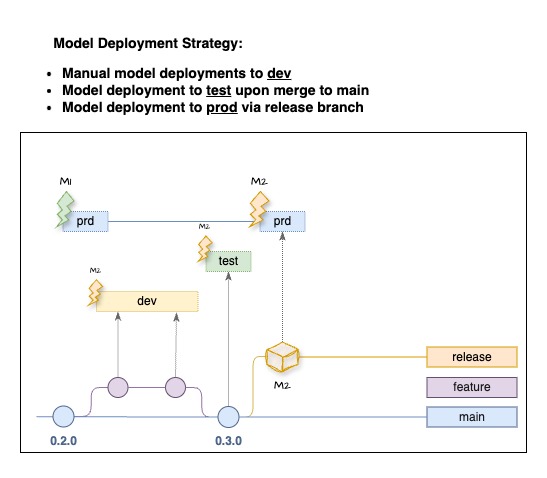 Model Deployment Strategy:
• Manual model deployments to dev
• Model deployment to test upon merge to main
• Model deployment to prod via release branch
M1
M2
prd
prd
M2
test
M2
dev
release
M2
feature
main
0.2.0
0.3.0